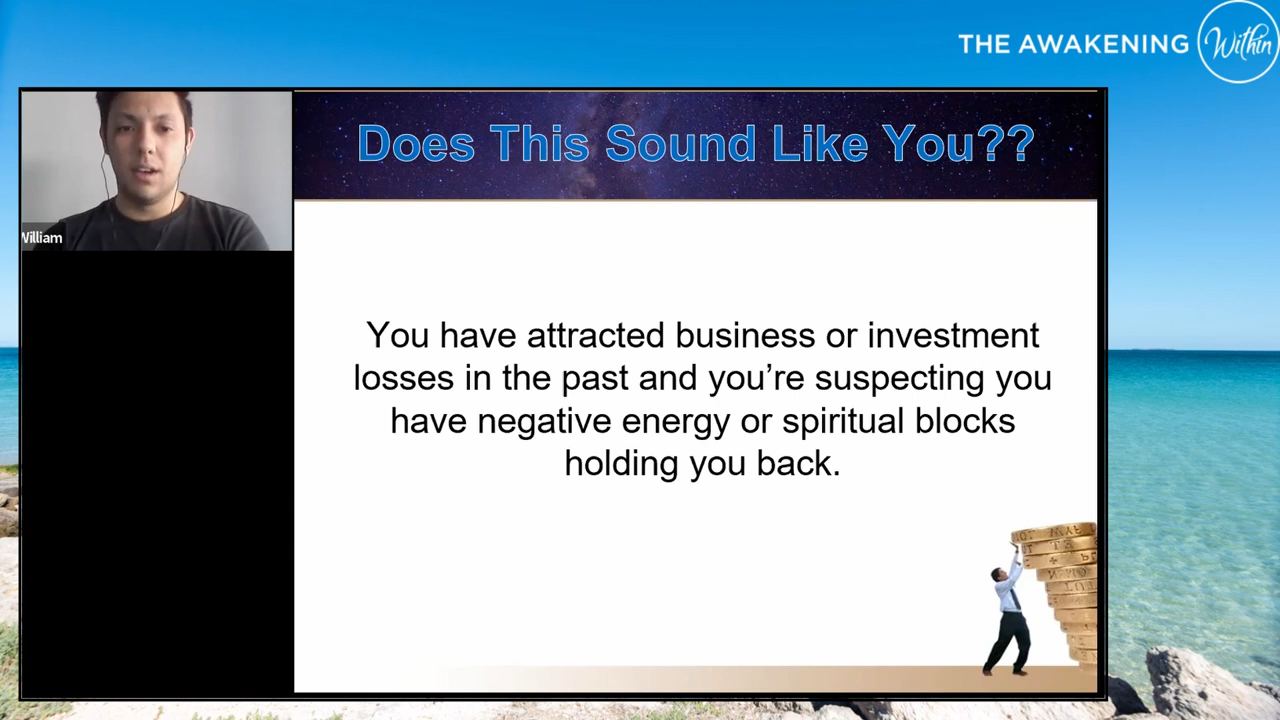 THE AWAKENING Within
Does This Sound Like You??
William
You have attracted business or investment
losses in the past and you’re suspecting you
have negative energy or spiritual blocks
holding you back.